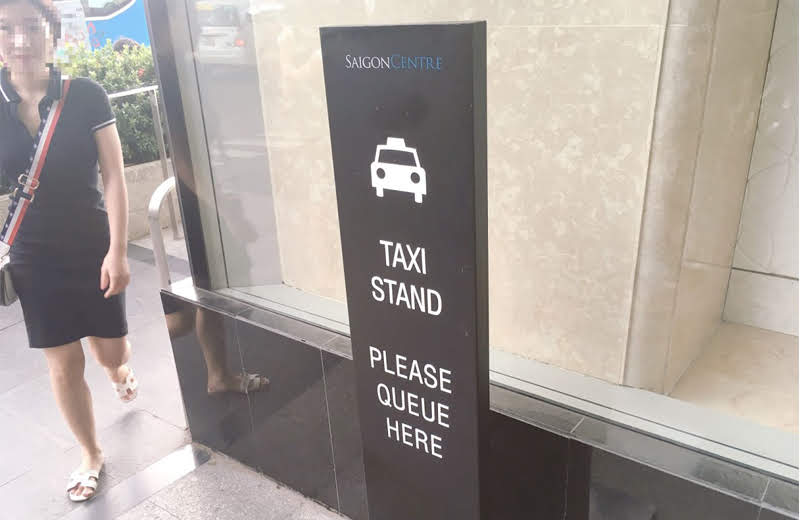 SAIGONCENTRE
TAXI
STAND
PLEASE
QUEUE
HERE